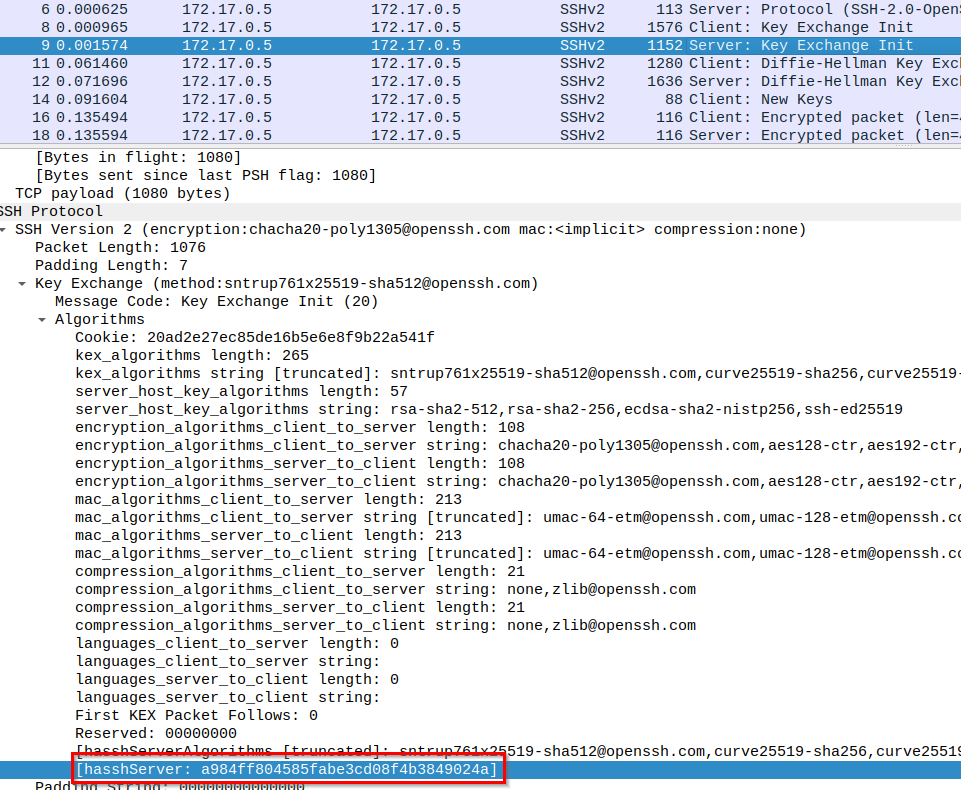 6 0.000625 172.17.0.5 172.17.0.5 SSHv2 113 Server: Protocol (SSH-2.0-Open
8 0.000965 172.17.0.5 172.17.0.5 SSHv2 1576 Client: Key Exchange Init
9 0.001574 172.17.0.5 172.17.0.5 SSHv2 1152 Server: Key Exchange Init
11 0.061460 172.17.0.5 172.17.0.5 SSHv2 1280 Client: Diffie-Hellman Key Exc
12 0.071696 172.17.0.5 172.17.0.5 SSHv2 1636 Server: Diffie-Hellman Key Exc
14 0.091604 172.17.0.5 172.17.0.5 SSHv2 88 Client: New Keys
16 0.135494 172.17.0.5 172.17.0.5 SSHv2 116 Client: Encrypted packet (len=
18 0.135594 172.17.0.5 172.17.0.5 SSHv2 116 Server: Encrypted packet (len=
[Bytes in flight: 1080]
[Bytes sent since last PSH flag: 1080]
TCP payload (1080 bytes)
SSH Protocol
SSH Version 2 (encryption:chacha20-poly1305@openssh.com mac:<implicit> compression:none)
Packet Length: 1076
Padding Length: 7
Key Exchange (method:sntrup761x25519-sha512@openssh.com)
Message Code: Key Exchange Init (20)
Algorithms
Cookie: 20ad2e27ec85de16b5e6e8f9b22a541f
kex_algorithms length: 265
kex_algorithms string [truncated]: sntrup761x25519-sha512@openssh.com,curve25519-sha256,curve25519-
server_host_key_algorithms length: 57
server_host_key_algorithms string: rsa-sha2-512,rsa-sha2-256,ecdsa-sha2-nistp256,ssh-ed25519
encryption_algorithms_client_to_server length: 108
encryption_algorithms_client_to_server string: chacha20-poly1305@openssh.com,aes128-ctr,aes192-ctr,
encryption_algorithms_server_to_client length: 108
encryption_algorithms_server_to_client string: chacha20-poly1305@openssh.com,aes128-ctr,aes192-ctr,
mac_algorithms_client_to_server length: 213
mac_algorithms_client_to_server string [truncated]: umac-64-etm@openssh.com,umac-128-etm@openssh.co
mac_algorithms_server_to_client length: 213
mac_algorithms_server_to_client string [truncated]: umac-64-etm@openssh.com,umac-128-etm@openssh.co
compression_algorithms_client_to_server length: 21
compression_algorithms_client_to_server string: none,zlib@openssh.com
compression_algorithms_server_to_client length: 21
compression_algorithms_server_to_client string: none,zlib@openssh.com
languages_client_to_server length: 0
languages_client_to_server string:
languages_server_to_client length: 0
languages_server_to_client string:
First KEX Packet Follows: 0
Reserved: 00000000
[hasshServerAlgorithms [truncated]: sntrup761x25519-sha512@openssh.com,curve25519-sha256,curve2551
[hasshServer: a984ff804585fabe3cd08f4b3849024a]
Padding String: 00000000000000